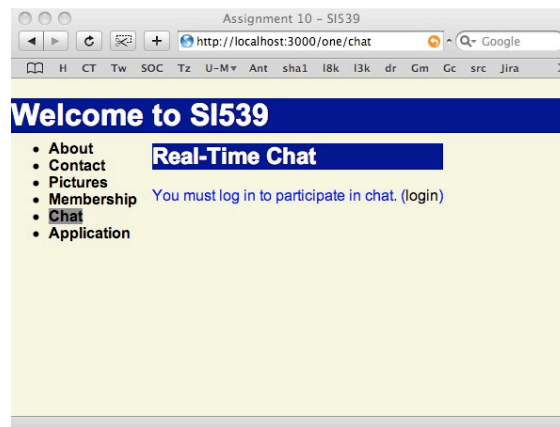 Assignment 10 – SI539
http://localhost:3000/one/chat
Google
H CT Tw SOC Tz U-M▾ Ant sha1 l8k l3k dr Gm Gc src Jira
Welcome to SI539
• About
• Contact
• Pictures
• Membership
• Chat
• Application
Real-Time Chat
You must log in to participate in chat. (login)